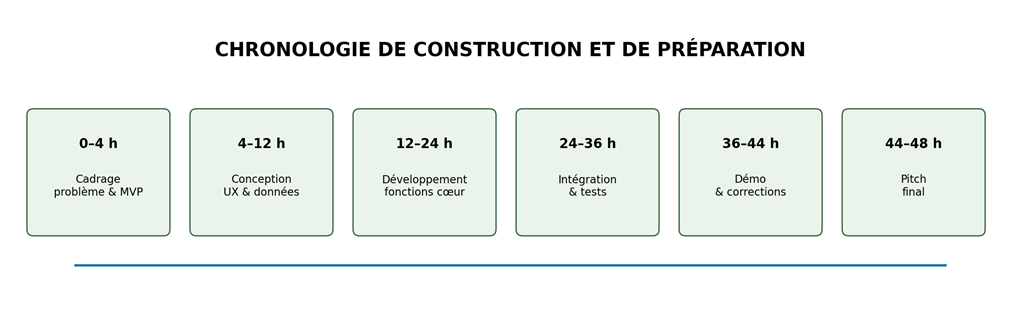 CHRONOLOGIE DE CONSTRUCTION ET DE PRÉPARATION
0–4 h
Cadrage
problème & MVP
4–12 h
Conception
UX & données
12–24 h
Développement
fonctions cœur
24–36 h
Intégration
& tests
36–44 h
Démo
& corrections
44–48 h
Pitch
final